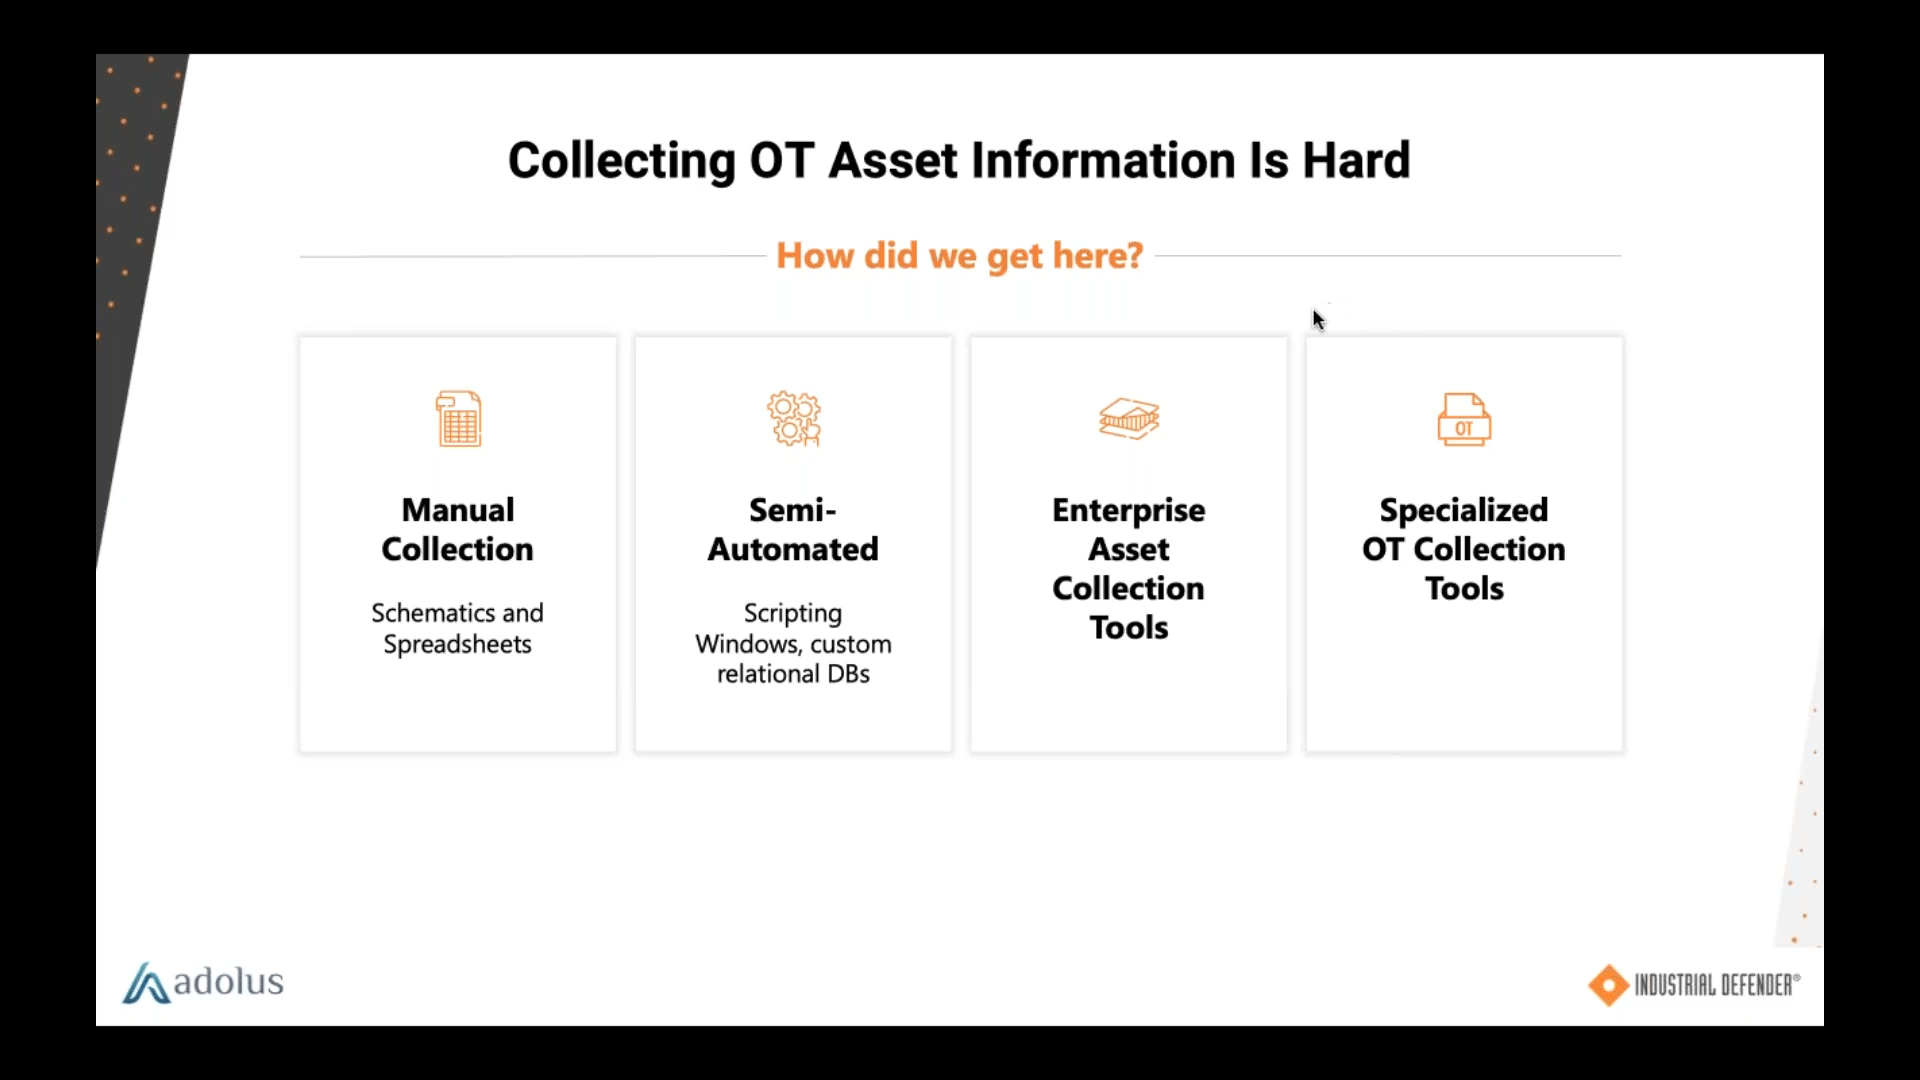 Collecting OT Asset Information Is Hard
How did we get here?
Manual
Collection
Schematics and
Spreadsheets
Semi-
Automated
Scripting
Windows, custom
relational DBs
Enterprise
Asset
Collection
Tools
OT
Specialized
OT Collection
Tools
adolus
INDUSTRIAL DEFENDER®